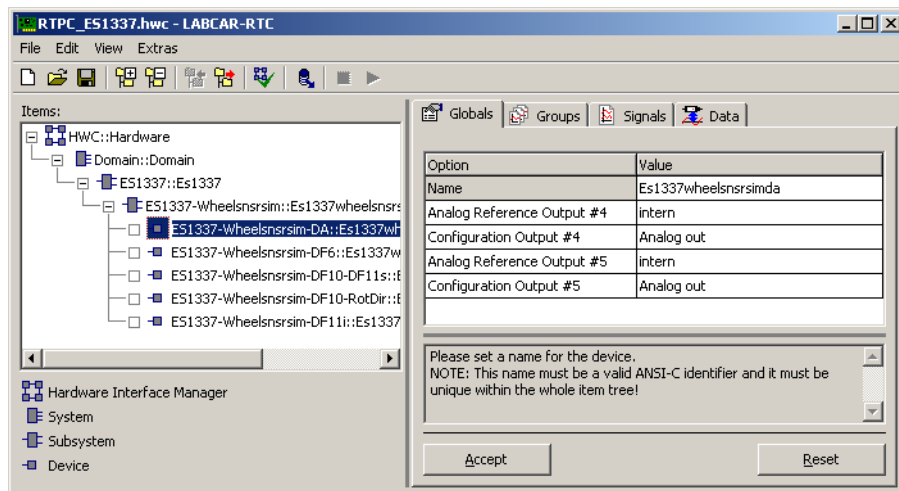 RTPC_ES1337.hwc - LABCAR-RTC
File Edit View Extras
Items:
HWC::Hardware
Domain::Domain
ES1337::Es1337
ES1337-Wheelsnsrsim::Es1337wheelsnsrs
ES1337-Wheelsnsrsim-DA::Es1337wh
ES1337-Wheelsnsrsim-DF6::Es1337w
ES1337-Wheelsnsrsim-DF10-DF11s::E
ES1337-Wheelsnsrsim-DF10-RotDir::E
ES1337-Wheelsnsrsim-DF11i::Es1337
Hardware Interface Manager
System
Subsystem
Device
Globals Groups Signals Data
Option Value
Name Es1337wheelsnsrsimda
Analog Reference Output #4 intern
Configuration Output #4 Analog out
Analog Reference Output #5 intern
Configuration Output #5 Analog out
Please set a name for the device.
NOTE: This name must be a valid ANSI-C identifier and it must be
unique within the whole item tree!
Accept Reset